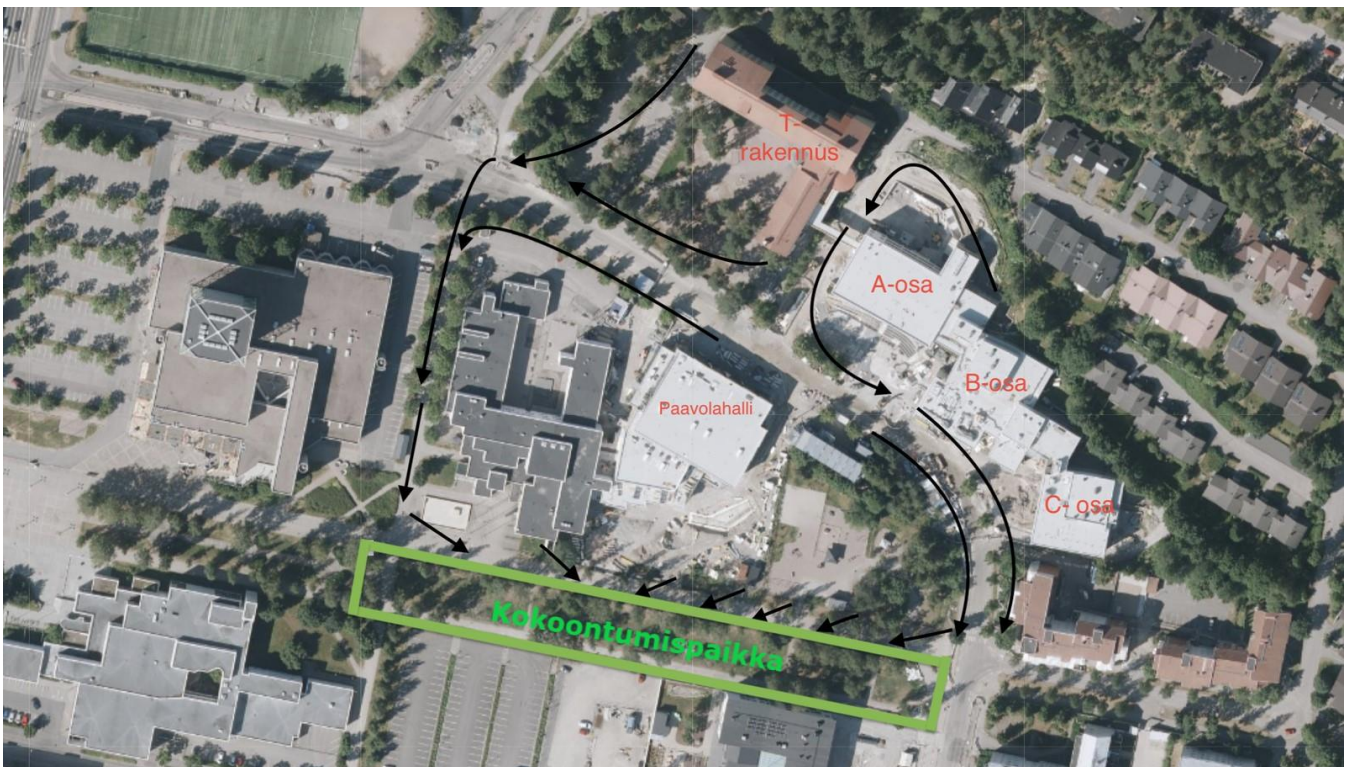 T-
rakennus
A-osa
B-osa
Paavolahalli
C- osa
Kokoontumispaikka